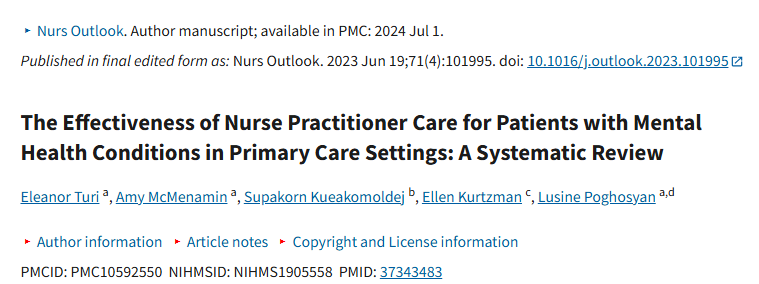 ▸ Nurs Outlook. Author manuscript; available in PMC: 2024 Jul 1.
Published in final edited form as: Nurs Outlook. 2023 Jun 19;71(4):101995. doi: 10.1016/j.outlook.2023.101995
The Effectiveness of Nurse Practitioner Care for Patients with Mental
Health Conditions in Primary Care Settings: A Systematic Review
Eleanor Turi a, Amy McMenamin a, Supakorn Kueakomoldej b, Ellen Kurtzman c, Lusine Poghosyan a,d
▸ Author information ▸ Article notes ▸ Copyright and License information
PMCID: PMC10592550 NIHMSID: NIHMS1905558 PMID: 37343483